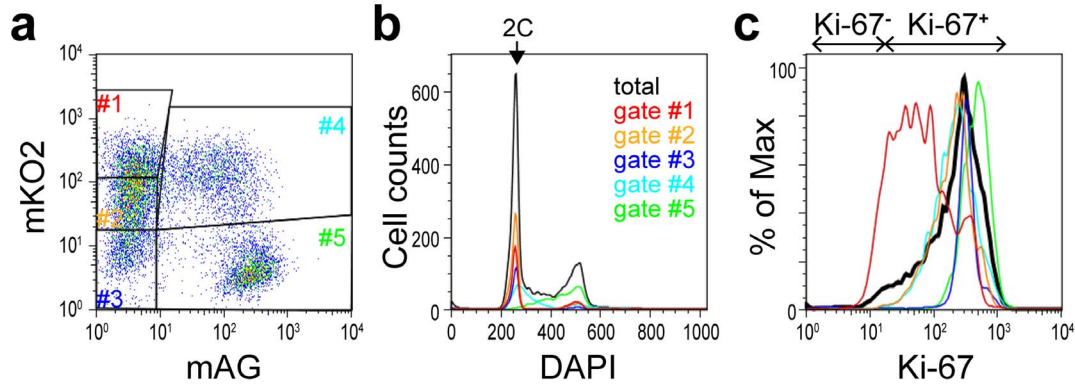 a
mKO2
10⁴
10³
10²
10¹
10⁰
#1
#2
#3
#4
#5
10⁰ 10¹ 10² 10³ 10⁴
mAG
b
2C
Cell counts
600
400
200
0
total
gate #1
gate #2
gate #3
gate #4
gate #5
0 200 400 600 800 1000
DAPI
c
Ki-67⁻ Ki-67⁺
% of Max
100
0
10⁰ 10¹ 10² 10³ 10⁴
Ki-67